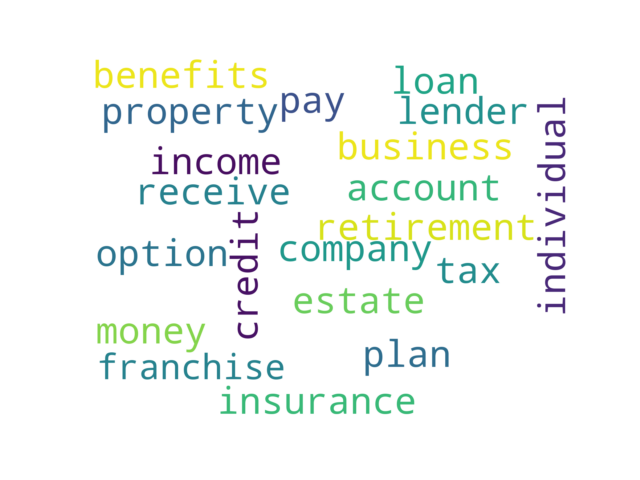 benefits
loan
pay
property
lender
business
income
receive
account
individual
retirement
credit
option
company
tax
estate
money
plan
franchise
insurance